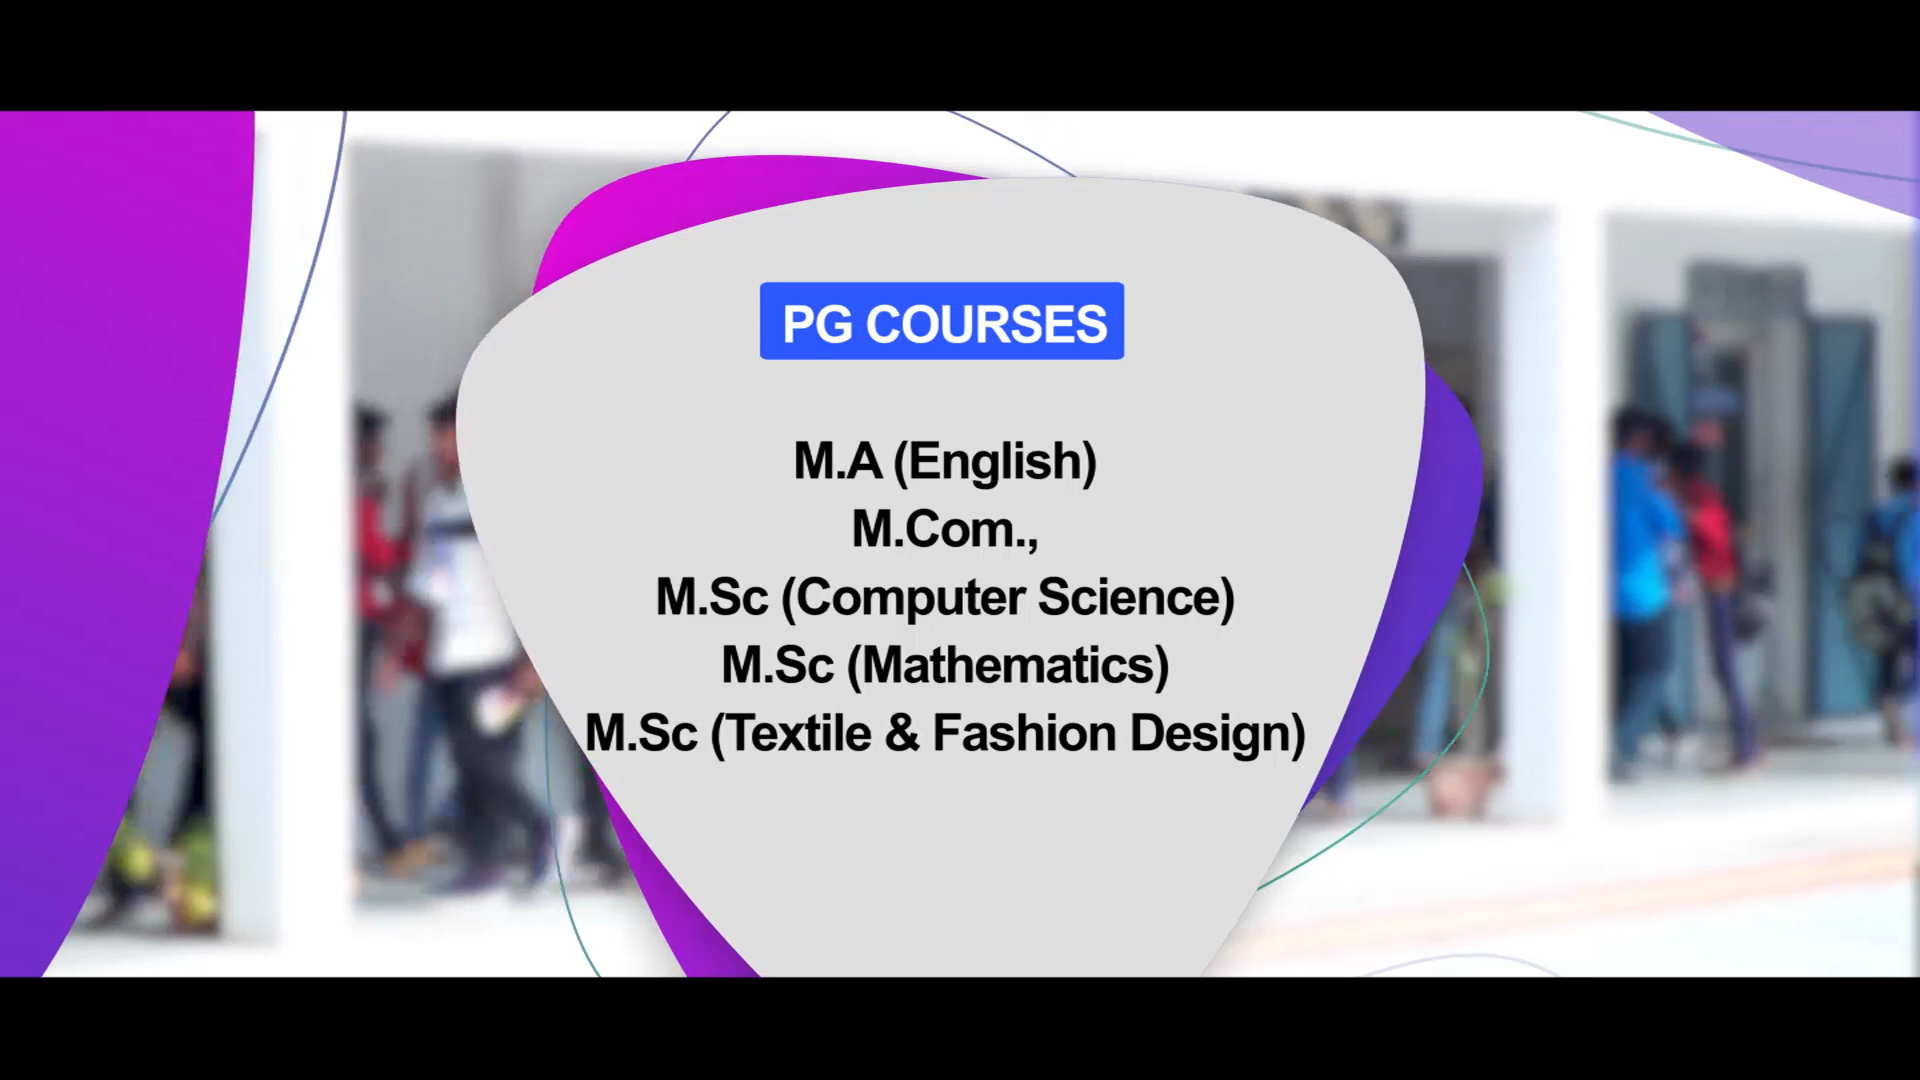 PG COURSES
M.A (English)
M.Com.,
M.Sc (Computer Science)
M.Sc (Mathematics)
M.Sc (Textile & Fashion Design)